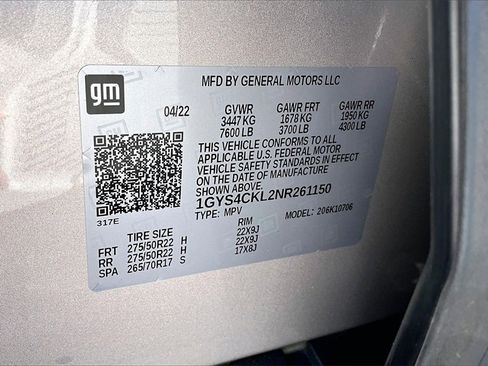 gm
MFD BY GENERAL MOTORS LLC
04/22 GVWR GAWR FRT GAWR RR
3447 KG 1678 KG 1950 KG
7600 LB 3700 LB 4300 LB
THIS VEHICLE CONFORMS TO ALL
APPLICABLE U.S. FEDERAL MOTOR
VEHICLE SAFETY STANDARDS IN EFFECT
ON THE DATE OF MANUFACTURE
SHOWN ABOVE.
1GYS4CKL2NR261150
TYPE: MPV MODEL: 206K10706
317E
TIRE SIZE RIM
FRT 275/50R22 H 22X9J
RR 275/50R22 H 22X9J
SPA 265/70R17 S 17X8J